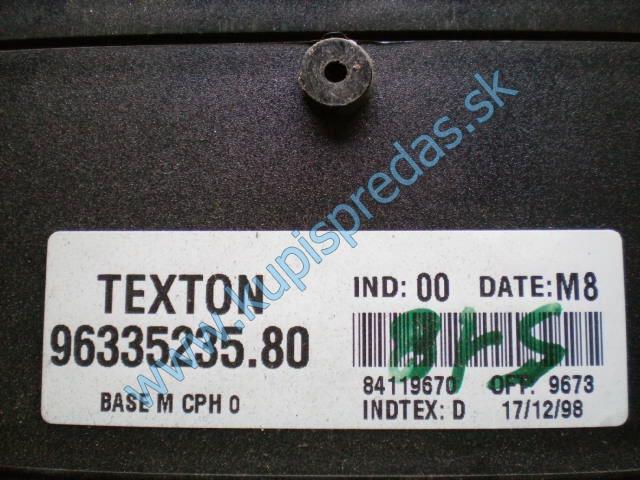 TEXTON
96335235.80
BASE M CPH 0
IND: 00 DATE: M8
84119670 OFF: 9673
INDTEX: D 17/12/98
www.kupispredas.sk